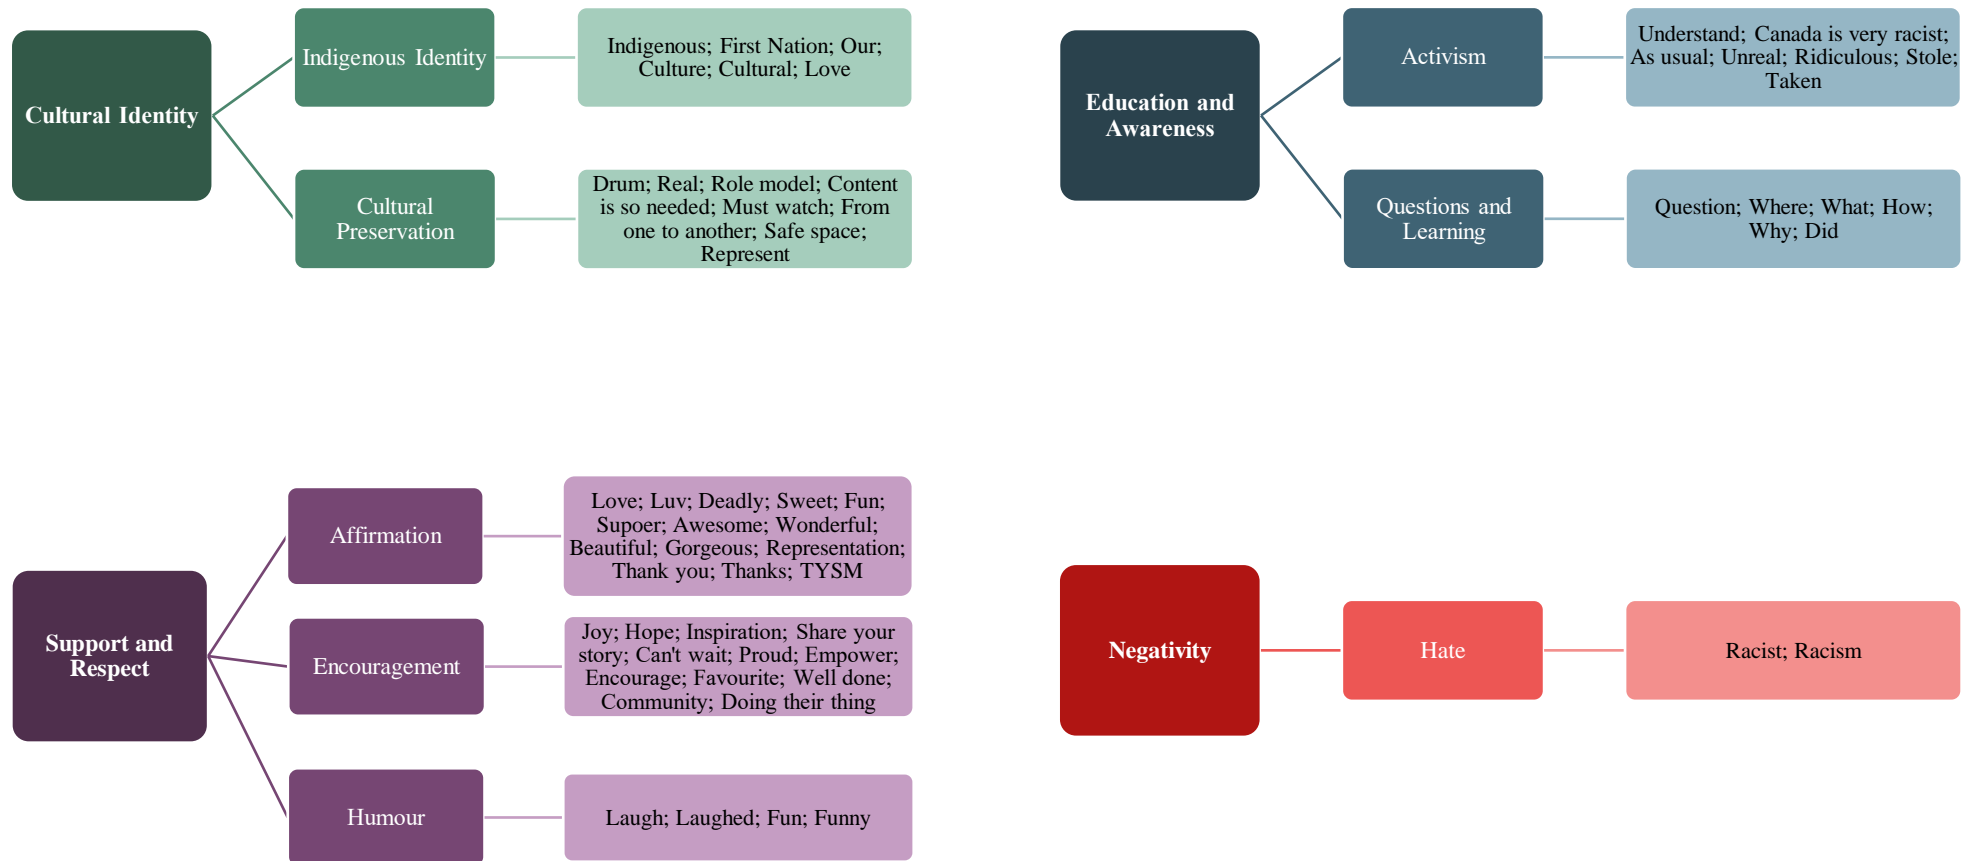 Cultural Identity
Indigenous Identity
Indigenous; First Nation; Our;
Culture; Cultural; Love
Cultural
Preservation
Drum; Real; Role model; Content
is so needed; Must watch; From
one to another; Safe space;
Represent
Education and
Awareness
Activism
Understand; Canada is very racist;
As usual; Unreal; Ridiculous; Stole;
Taken
Questions and
Learning
Question; Where; What; How;
Why; Did
Support and
Respect
Affirmation
Love; Luv; Deadly; Sweet; Fun;
Supoer; Awesome; Wonderful;
Beautiful; Gorgeous; Representation;
Thank you; Thanks; TYSM
Encouragement
Joy; Hope; Inspiration; Share your
story; Can't wait; Proud; Empower;
Encourage; Favourite; Well done;
Community; Doing their thing
Humour
Laugh; Laughed; Fun; Funny
Negativity
Hate
Racist; Racism